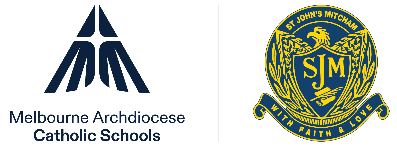 Melbourne Archdiocese
Catholic Schools
ST JOHN'S MITCHAM
SJM
WITH FAITH & LOVE